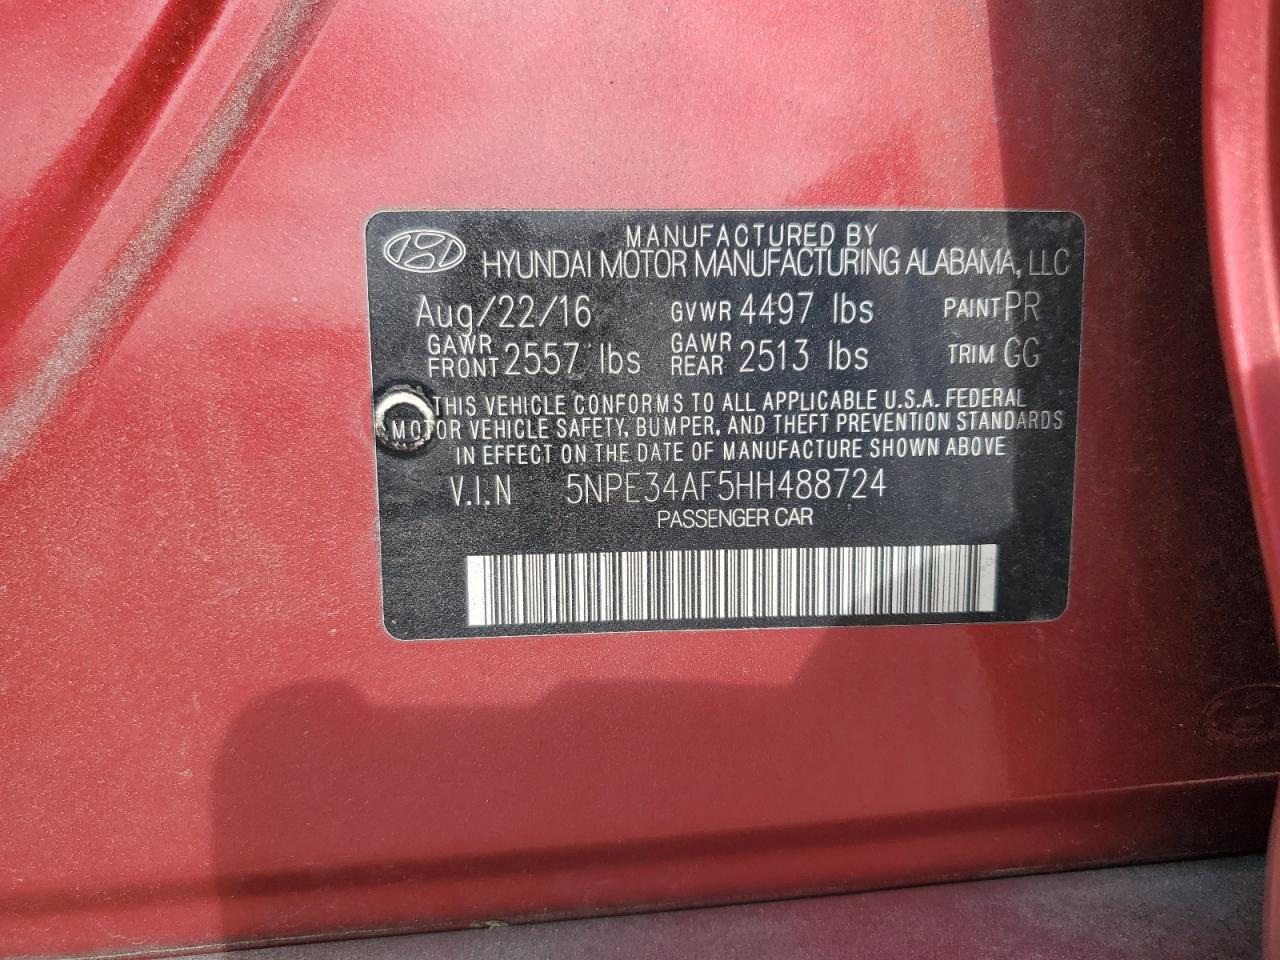 MANUFACTURED BY
HYUNDAI MOTOR MANUFACTURING ALABAMA, LLC
Aug/22/16 GVWR 4497 lbs PAINT PR
GAWR FRONT 2557 lbs GAWR REAR 2513 lbs TRIM GG
THIS VEHICLE CONFORMS TO ALL APPLICABLE U.S.A. FEDERAL
MOTOR VEHICLE SAFETY, BUMPER, AND THEFT PREVENTION STANDARDS
IN EFFECT ON THE DATE OF MANUFACTURE SHOWN ABOVE
V.I.N 5NPE34AF5HH488724
PASSENGER CAR